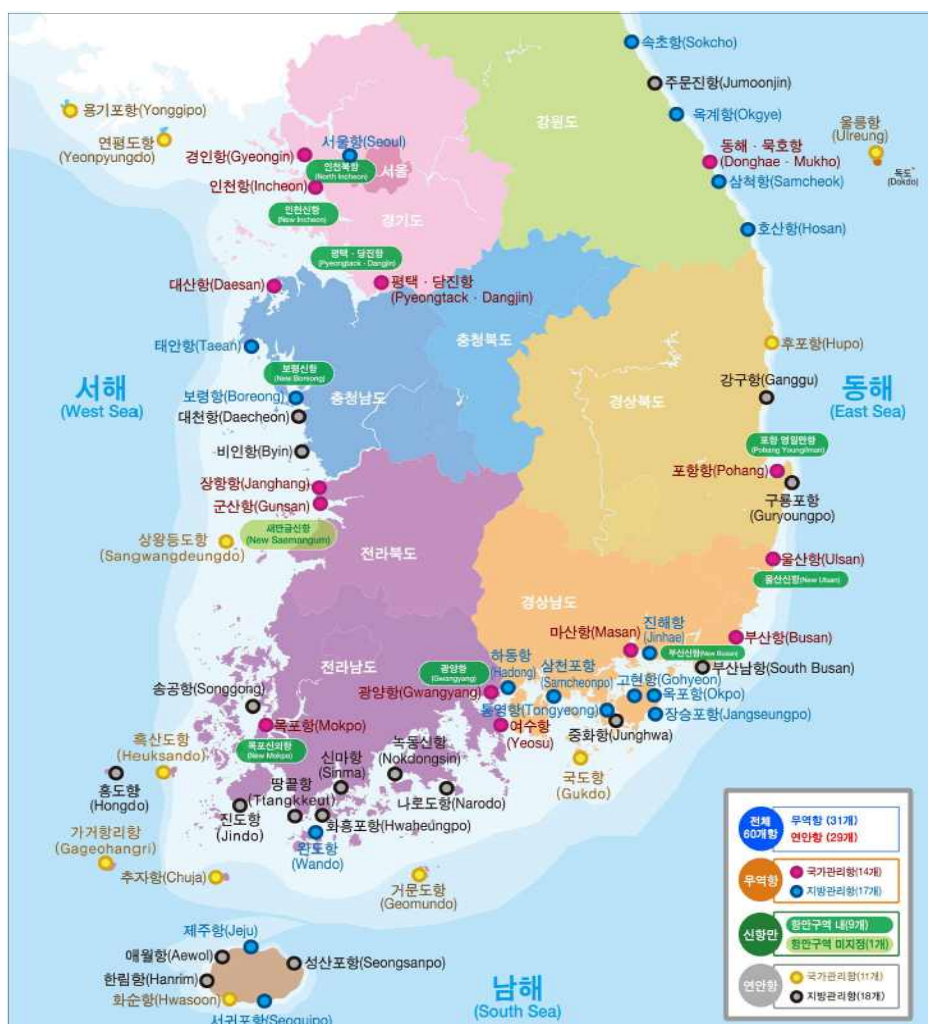 속초항(Sokcho)
주문진항(Jumoonjin)
옥계항(Okgye)
강원도
울릉항
(Ulreung)
독도
(Dokdo)
동해 · 묵호항
(Donghae · Mukho)
삼척항(Samcheok)
호산항(Hosan)
용기포항(Yonggipo)
연평도항
(Yeonpyungdo)
경인항(Gyeongin)
서울항(Seoul)
인천북항
(North Incheon)
서울
인천항(Incheon)
인천신항
(New Incheon)
경기도
평택 · 당진항
(Pyeongtack · Dangjin)
평택 · 당진항
(Pyeongtack · Dangjin)
대산항(Daesan)
태안항(Taean)
충청북도
후포항(Hupo)
서해
(West Sea)
보령신항
(New Boreong)
보령항(Boreong)
충청남도
대천항(Daecheon)
비인항(Byin)
경상북도
강구항(Ganggu)
동해
(East Sea)
포항 영일만항
(Pohang Youngilman)
포항항(Pohang)
구룡포항
(Guryoungpo)
장항항(Janghang)
군산항(Gunsan)
새만금신항
(New Saemangum)
상왕등도항
(Sangwangdeungdo)
전라북도
울산항(Ulsan)
울산신항(New Ulsan)
경상남도
마산항(Masan)
진해항
(Jinhae)
부산항(Busan)
부산신항(New Busan)
부산남항(South Busan)
전라남도
광양항
(Gwangyang)
하동항
(Hadong)
삼천포항
(Samcheonpo)
고현항(Gohyeon)
광양항(Gwangyang)
통영항(Tongyeong)
옥포항(Okpo)
장승포항(Jangseungpo)
여수항
(Yeosu)
중화항(Junghwa)
국도항
(Gukdo)
송공항(Songgong)
목포항(Mokpo)
목포신외항
(New Mokpo)
흑산도항
(Heuksando)
홍도항
(Hongdo)
녹동신항
(Nokdongsin)
신마항
(Sinma)
땅끝항
(Ttangkkeut)
나로도항(Narodo)
진도항
(Jindo)
화흥포항(Hwaheungpo)
완도항
(Wando)
가거항리항
(Gageohangri)
추자항(Chuja)
거문도항
(Geomundo)
제주항(Jeju)
애월항(Aewol)
성산포항(Seongsanpo)
한림항(Hanrim)
화순항(Hwasoon)
서귀포항(Seoguipo)
남해
(South Sea)
전체
60개항
무역항 (31개)
연안항 (29개)
무역항
국가관리항(14개)
지방관리항(17개)
신항만
항만구역 내(9개)
항만구역 미지정(1개)
연안항
국가관리항(11개)
지방관리항(18개)